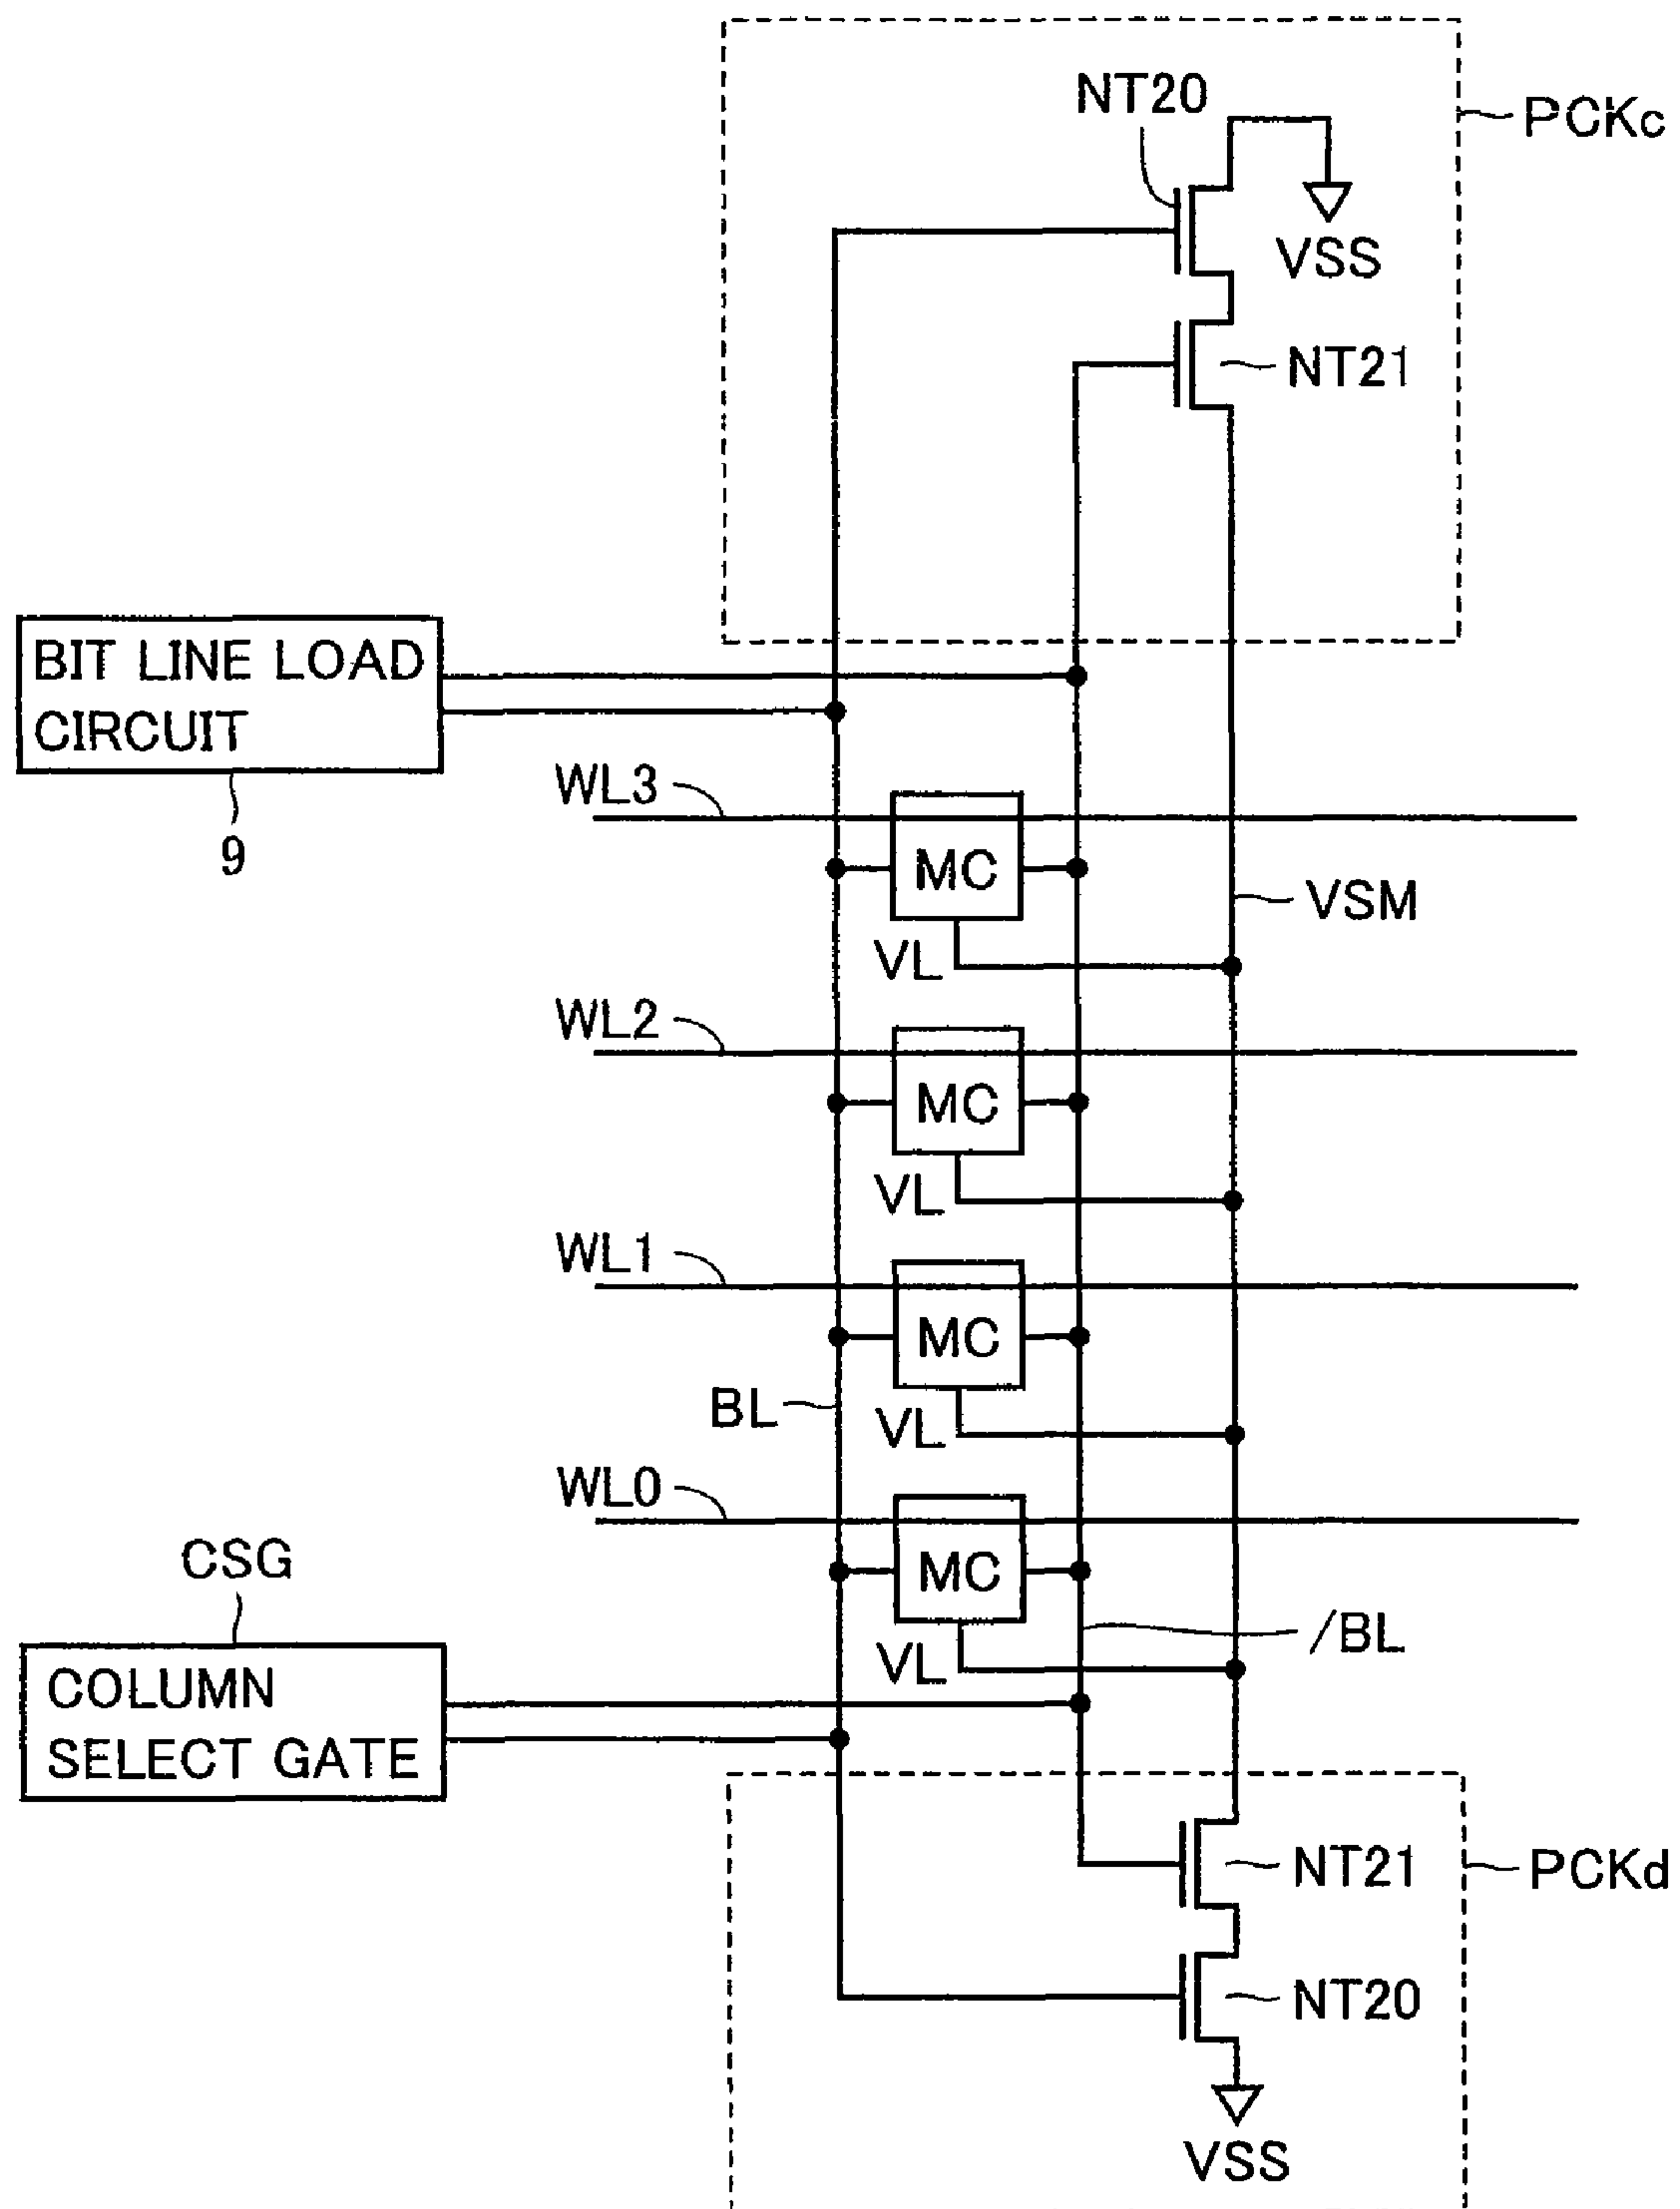 NT20
PCKc
VSS
NT21
BIT LINE LOAD
CIRCUIT
9
WL3
MC
VSM
VL
WL2
MC
VL
WL1
MC
BL
VL
WL0
MC
CSG
/BL
VL
COLUMN
SELECT GATE
NT21
PCKd
NT20
VSS